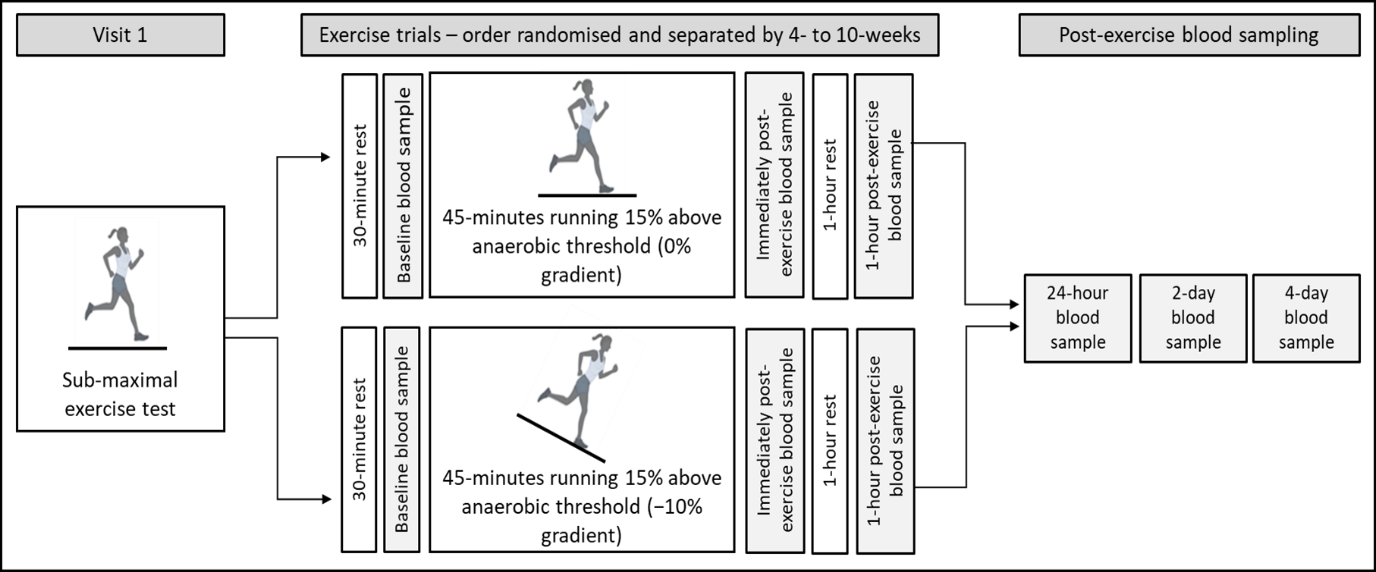 Visit 1
Exercise trials – order randomised and separated by 4- to 10-weeks
Post-exercise blood sampling
Sub-maximal
exercise test
30-minute rest
Baseline blood sample
45-minutes running 15% above
anaerobic threshold (0%
gradient)
Immediately post-
exercise blood sample
1-hour rest
1-hour post-exercise
blood sample
30-minute rest
Baseline blood sample
45-minutes running 15% above
anaerobic threshold (−10%
gradient)
Immediately post-
exercise blood sample
1-hour rest
1-hour post-exercise
blood sample
24-hour
blood
sample
2-day
blood
sample
4-day
blood
sample